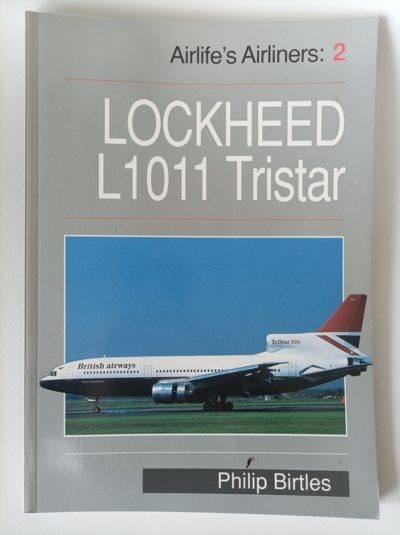 Airlife's Airliners: 2
LOCKHEED
L1011 Tristar
TriStar 500
British airways
Philip Birtles